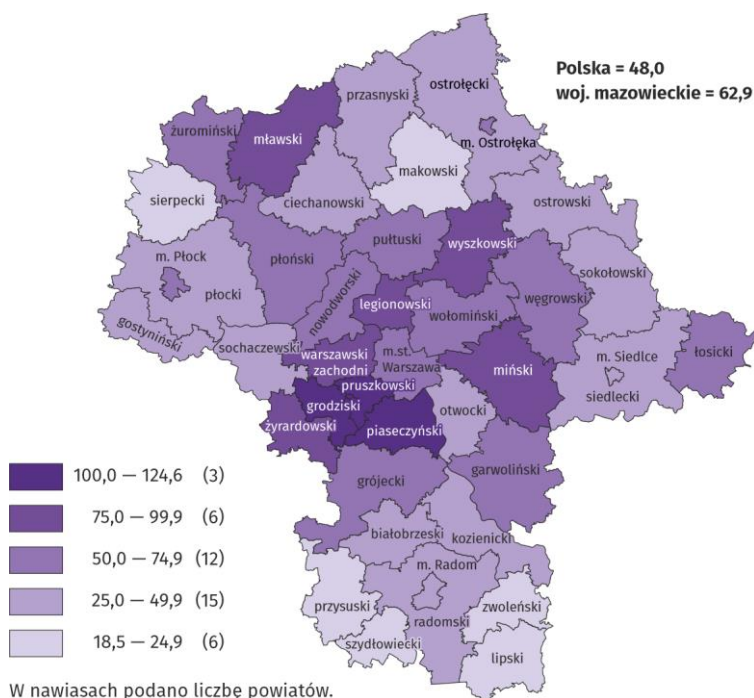 Polska = 48,0
woj. mazowieckie = 62,9
ostrołęcki
przasnyski
żuromiński
mławski
m. Ostrołęka
makowski
sierpecki
ciechanowski
ostrowski
pułtuski
wyszkowski
m. Płock
płoński
sokołowski
płocki
nowodworski
legionowski
wołomiński
węgrowski
gostyniński
sochaczewski
warszawski
zachodni
m.st.
Warszawa
m. Siedlce
łosicki
pruszkowski
miński
siedlecki
grodziski
otwocki
żyrardowski
piaseczyński
garwoliński
grójecki
białobrzeski
kozienicki
m. Radom
przysuski
zwoleński
radomski
szydłowiecki
lipski
100,0 — 124,6 (3)
75,0 — 99,9 (6)
50,0 — 74,9 (12)
25,0 — 49,9 (15)
18,5 — 24,9 (6)
W nawiasach podano liczbę powiatów.